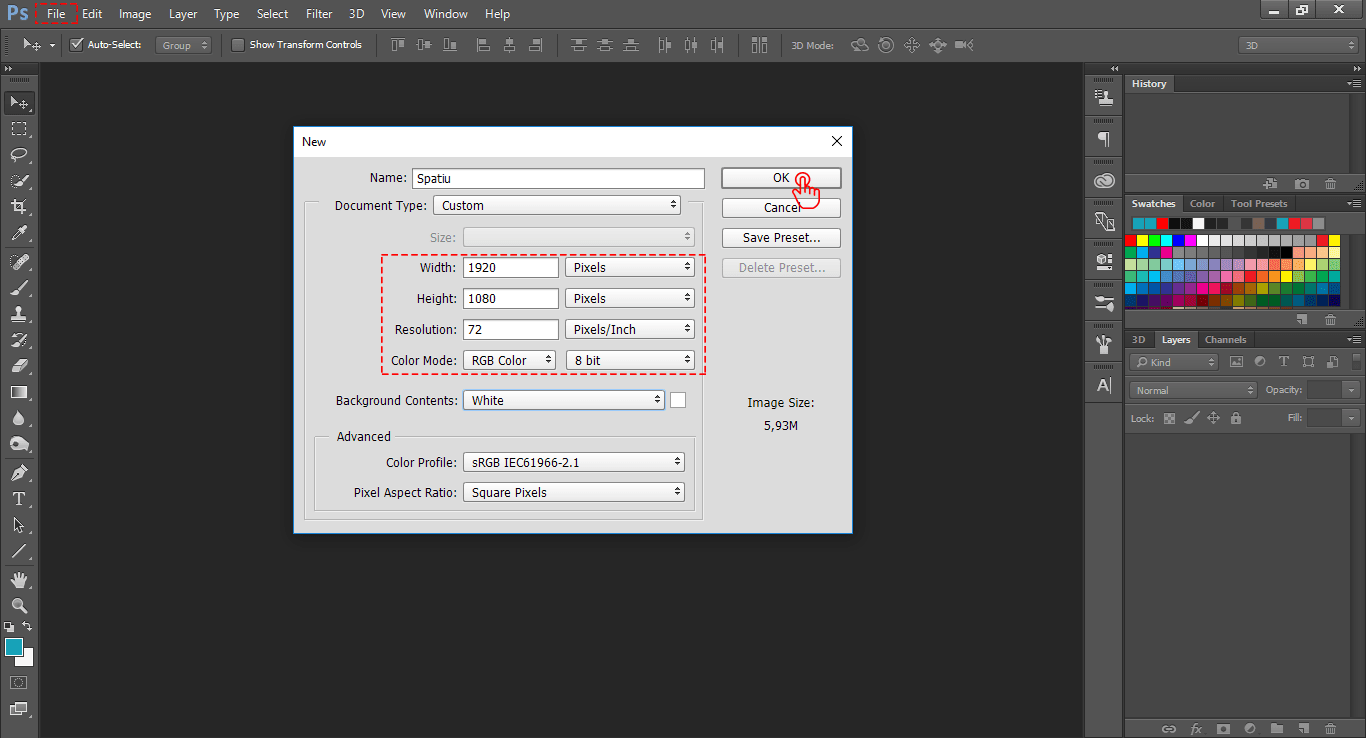 Ps File Edit Image Layer Type Select Filter 3D View Window Help
Auto-Select: Group Show Transform Controls 3D Mode: 3D
History
New
Name: Spatiu OK
Document Type: Custom Cancel
Size: Save Preset...
Width: 1920 Pixels Delete Preset...
Height: 1080 Pixels
Resolution: 72 Pixels/Inch
Color Mode: RGB Color 8 bit
Background Contents: White
Image Size:
5,93M
Advanced
Color Profile: sRGB IEC61966-2.1
Pixel Aspect Ratio: Square Pixels
Swatches Color Tool Presets
3D Layers Channels
Kind
Normal Opacity:
Lock: Fill: